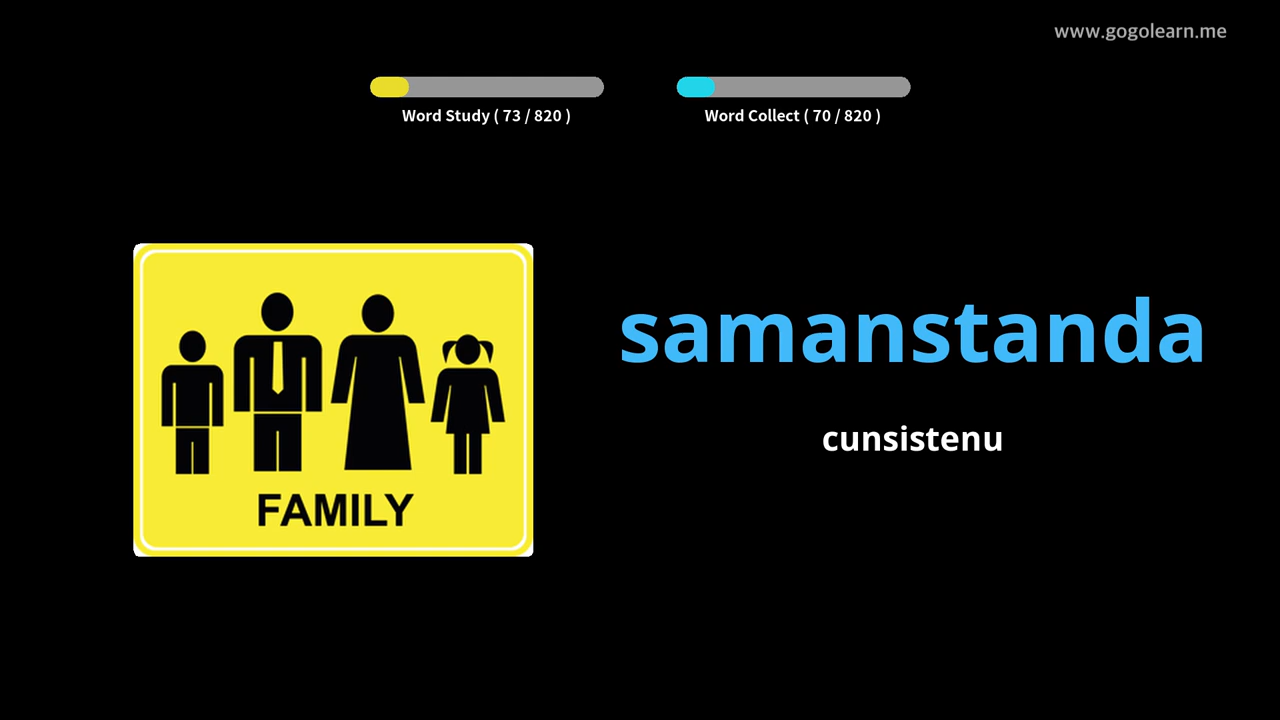 www.gogolearn.me
Word Study ( 73 / 820 )
Word Collect ( 70 / 820 )
samanstanda
cunsistenu
FAMILY